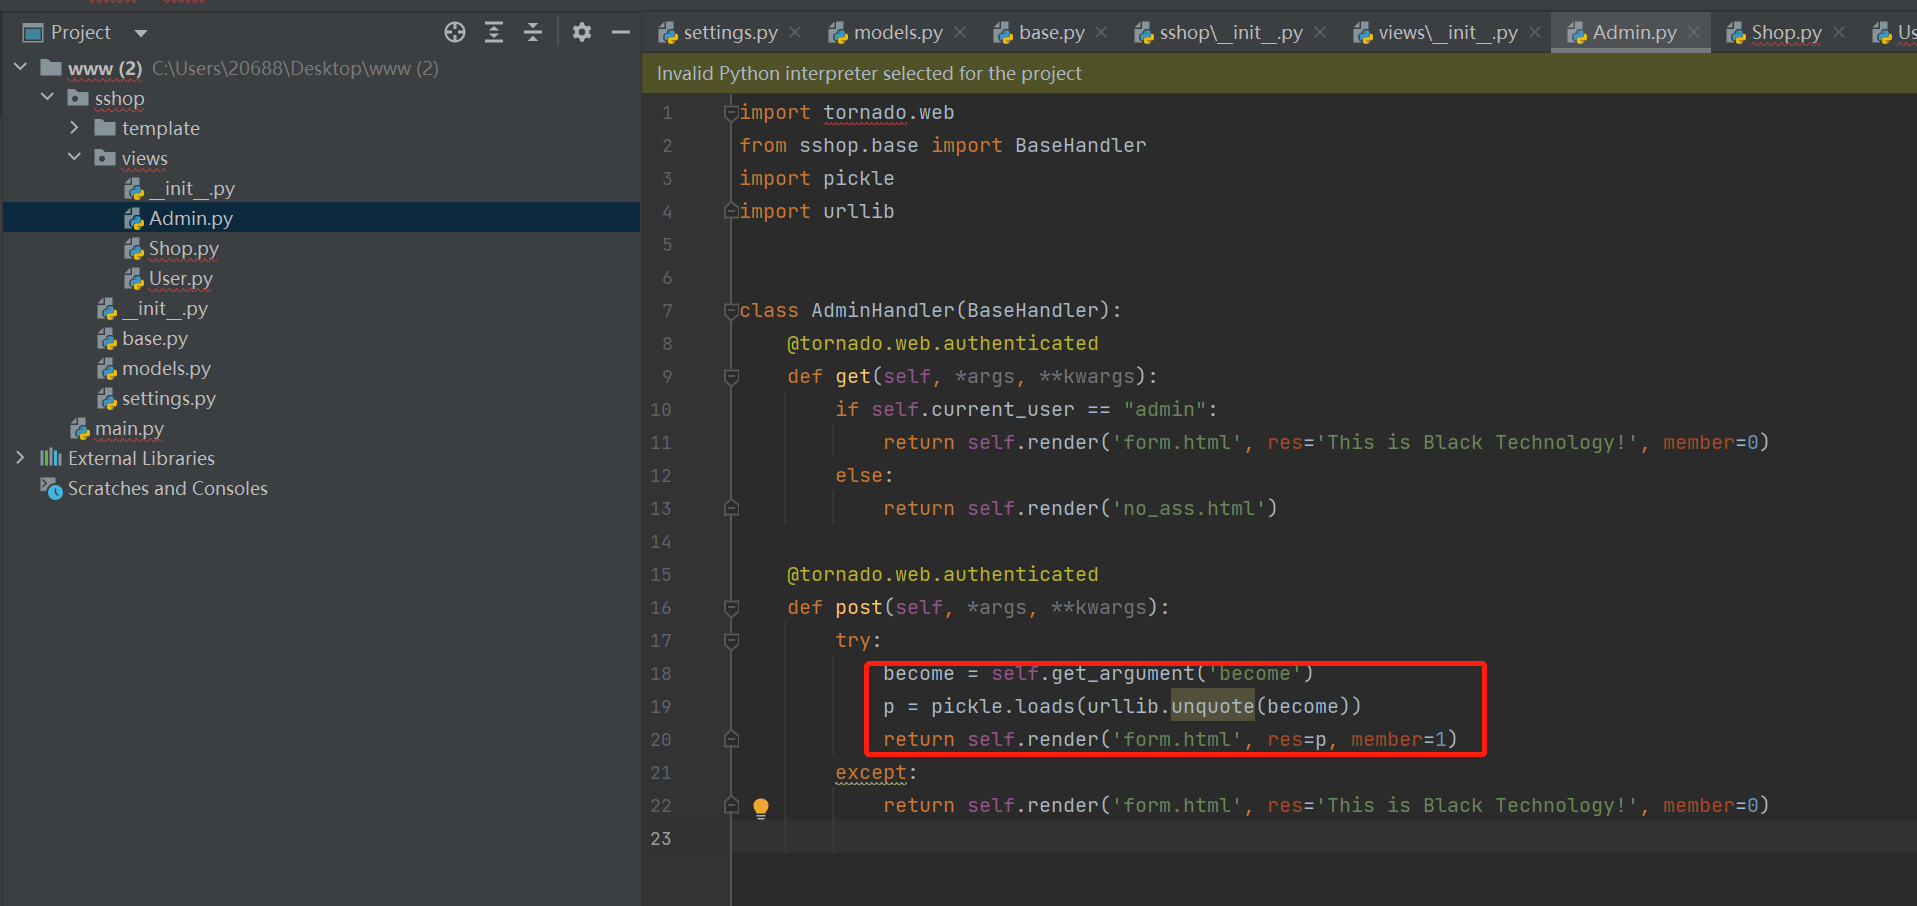 Project
www (2) C:\Users\20688\Desktop\www (2)
sshop
template
views
__init__.py
Admin.py
Shop.py
User.py
__init__.py
base.py
models.py
settings.py
main.py
External Libraries
Scratches and Consoles
settings.py models.py base.py sshop\__init__.py views\__init__.py Admin.py Shop.py Us
Invalid Python interpreter selected for the project
1 import tornado.web
2 from sshop.base import BaseHandler
3 import pickle
4 import urllib
5
6
7 class AdminHandler(BaseHandler):
8 @tornado.web.authenticated
9 def get(self, *args, **kwargs):
10 if self.current_user == "admin":
11 return self.render('form.html', res='This is Black Technology!', member=0)
12 else:
13 return self.render('no_ass.html')
14
15 @tornado.web.authenticated
16 def post(self, *args, **kwargs):
17 try:
18 become = self.get_argument('become')
19 p = pickle.loads(urllib.unquote(become))
20 return self.render('form.html', res=p, member=1)
21 except:
22 return self.render('form.html', res='This is Black Technology!', member=0)
23